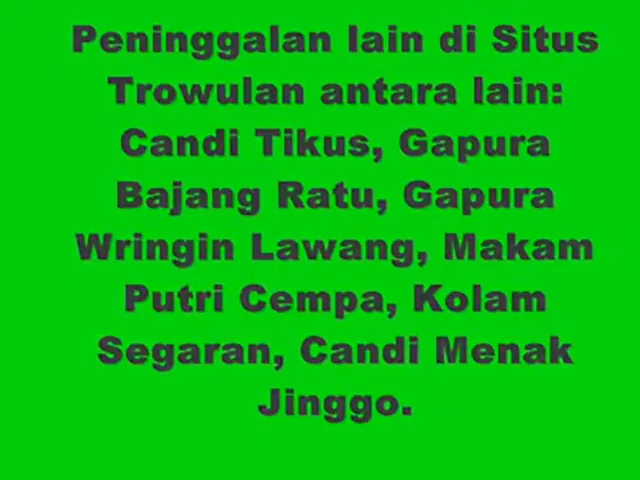 Peninggalan lain di Situs
Trowulan antara lain:
Candi Tikus, Gapura
Bajang Ratu, Gapura
Wringin Lawang, Makam
Putri Cempa, Kolam
Segaran, Candi Menak
Jinggo.